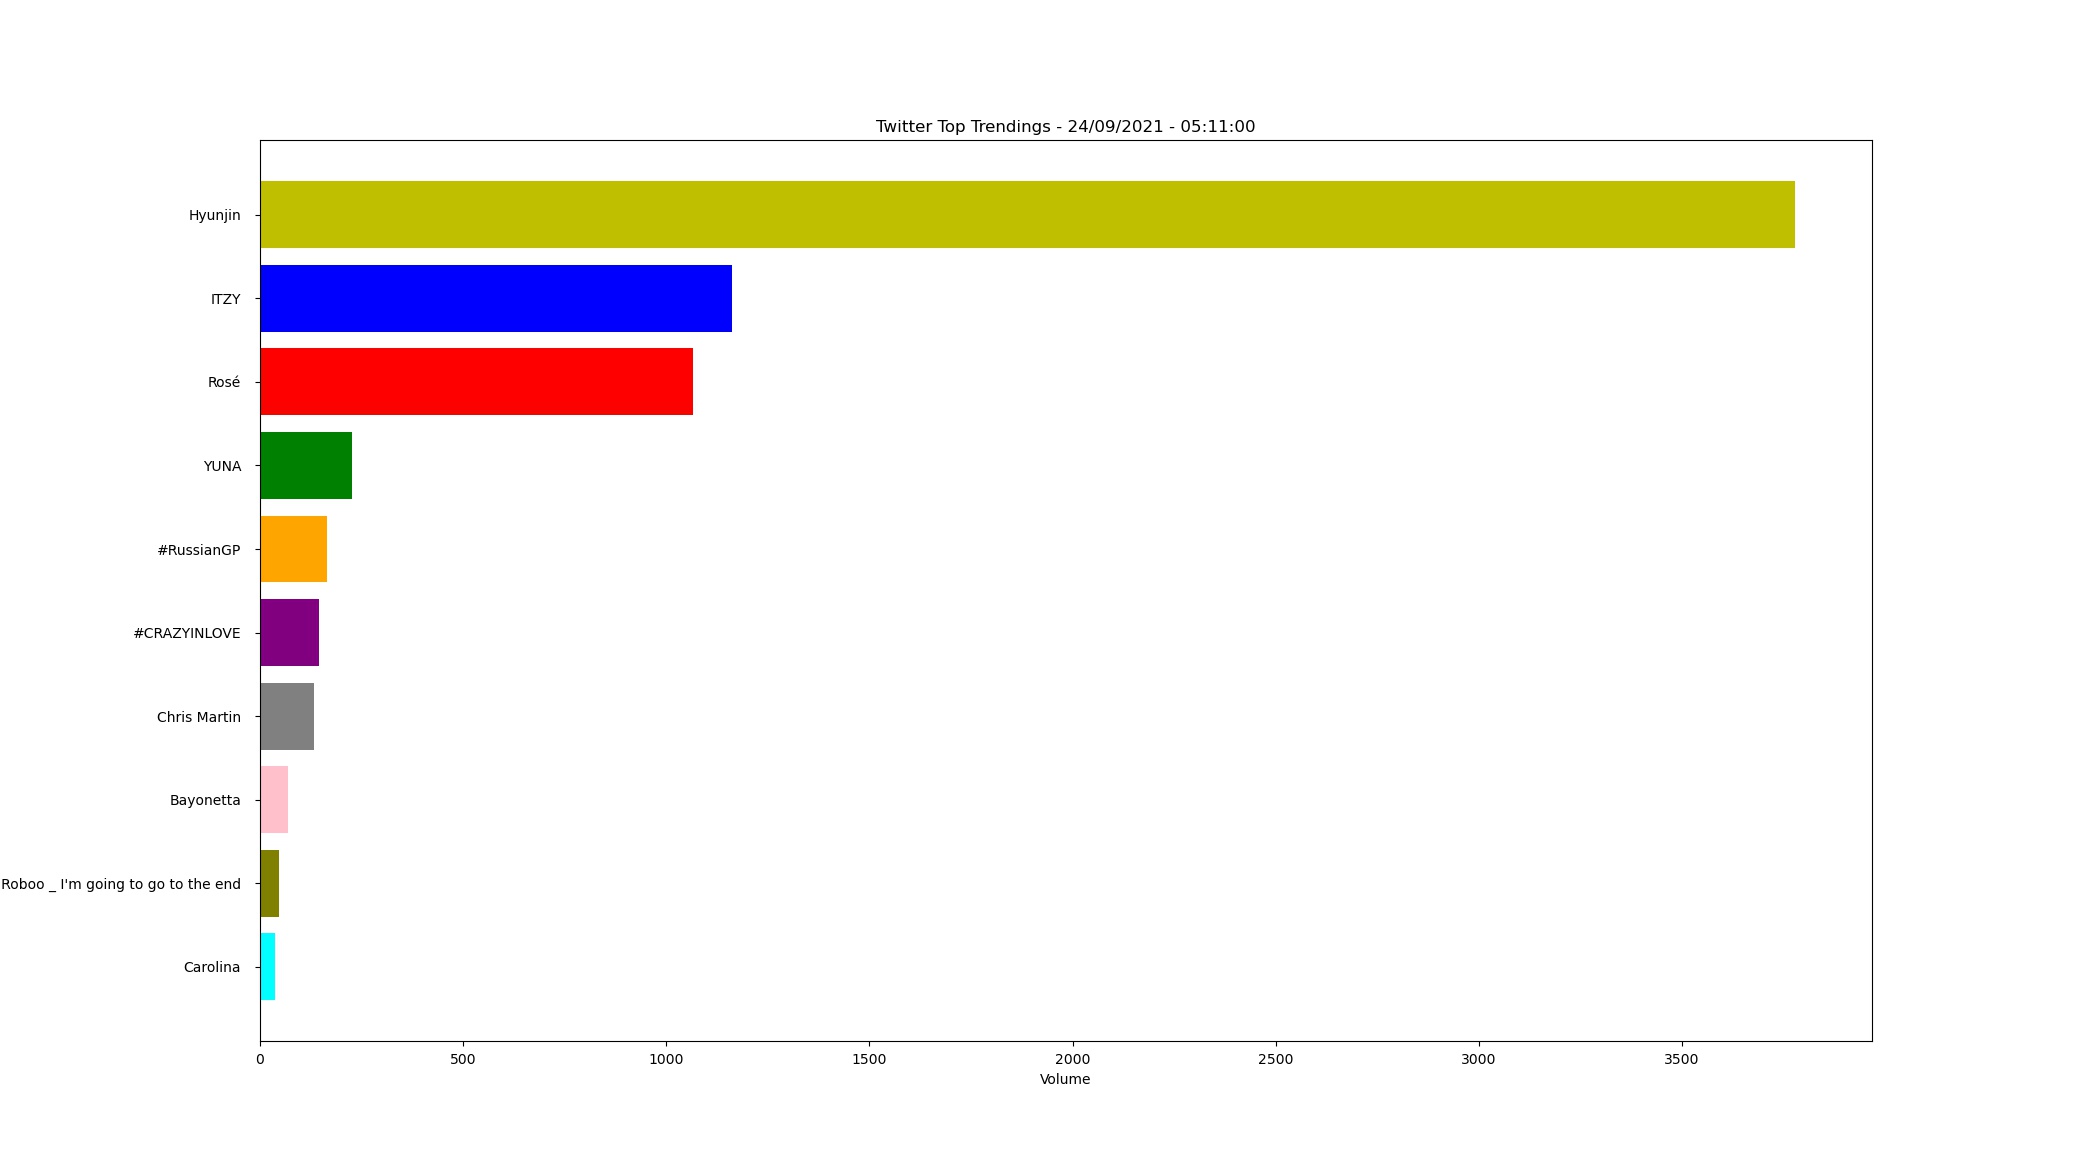 Twitter Top Trendings - 24/09/2021 - 05:11:00
Hyunjin
ITZY
Rosé
YUNA
#RussianGP
#CRAZYINLOVE
Chris Martin
Bayonetta
Roboo _ I'm going to go to the end
Carolina
0 500 1000 1500 2000 2500 3000 3500
Volume